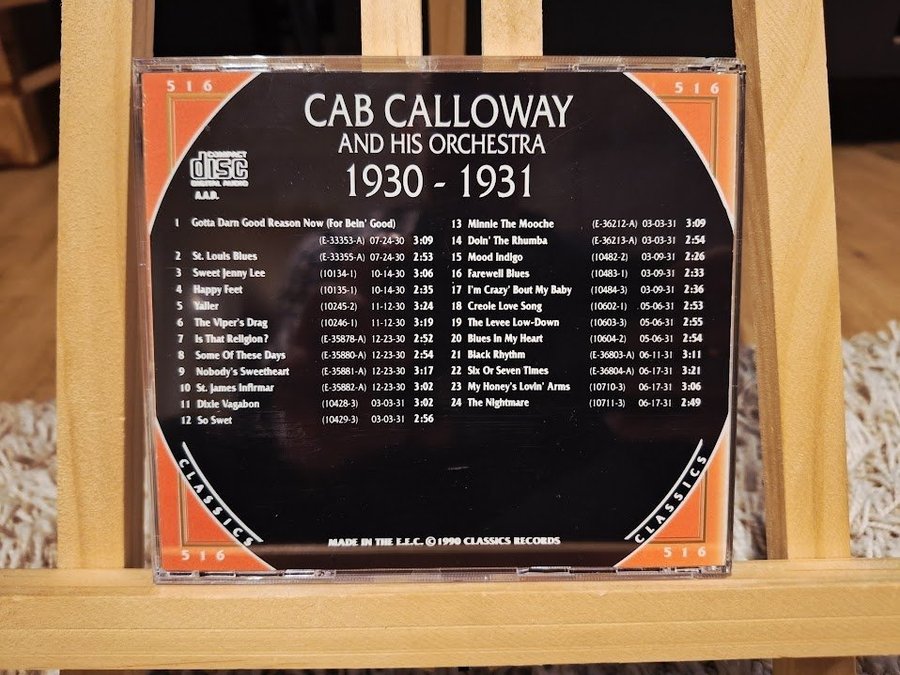 516
516
CAB CALLOWAY
AND HIS ORCHESTRA
1930 - 1931
COMPACT
disc
DIGITAL AUDIO
A.A.D.
1 Gotta Darn Good Reason Now (For Bein' Good)
(E-33353-A) 07-24-30 3:09
2 St. Louis Blues (E-33355-A) 07-24-30 2:53
3 Sweet Jenny Lee (10134-1) 10-14-30 3:06
4 Happy Feet (10135-1) 10-14-30 2:35
5 Yaller (10245-2) 11-12-30 3:24
6 The Viper's Drag (10246-1) 11-12-30 3:19
7 Is That Religion? (E-35878-A) 12-23-30 2:52
8 Some Of These Days (E-35880-A) 12-23-30 2:54
9 Nobody's Sweetheart (E-35881-A) 12-23-30 3:17
10 St. James Infirmar (E-35882-A) 12-23-30 3:02
11 Dixie Vagabon (10428-3) 03-03-31 3:02
12 So Swet (10429-3) 03-03-31 2:56
13 Minnie The Mooche (E-36212-A) 03-03-31 3:09
14 Doin' The Rhumba (E-36213-A) 03-03-31 2:54
15 Mood Indigo (10482-2) 03-09-31 2:26
16 Farewell Blues (10483-1) 03-09-31 2:33
17 I'm Crazy 'Bout My Baby (10484-3) 03-09-31 2:36
18 Creole Love Song (10602-1) 05-06-31 2:53
19 The Levee Low-Down (10603-3) 05-06-31 2:55
20 Blues In My Heart (10604-2) 05-06-31 2:54
21 Black Rhythm (E-36803-A) 06-11-31 3:11
22 Six Or Seven Times (E-36804-A) 06-17-31 3:21
23 My Honey's Lovin' Arms (10710-3) 06-17-31 3:06
24 The Nightmare (10711-3) 06-17-31 2:49
CLASSICS
CLASSICS
MADE IN THE E.E.C. ©1990 CLASSICS RECORDS
516
516